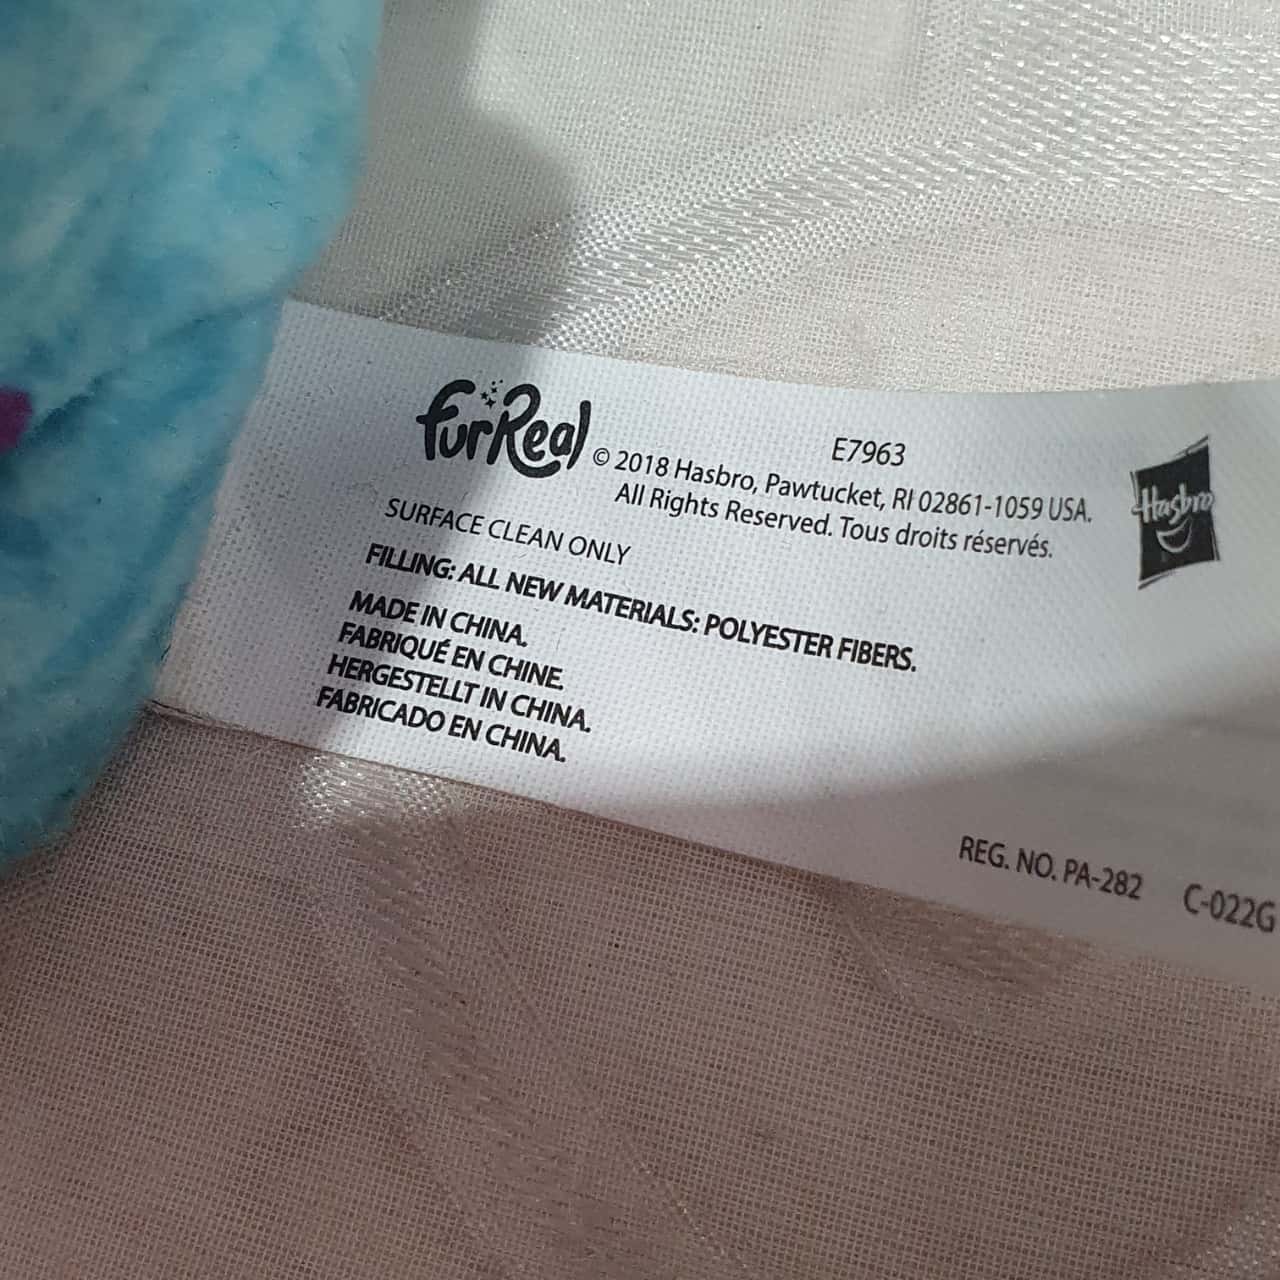 furReal
E7963
© 2018 Hasbro, Pawtucket, RI 02861-1059 USA.
All Rights Reserved. Tous droits réservés.
Hasbro
SURFACE CLEAN ONLY
FILLING: ALL NEW MATERIALS: POLYESTER FIBERS.
MADE IN CHINA.
FABRIQUÉ EN CHINE.
HERGESTELLT IN CHINA.
FABRICADO EN CHINA.
REG. NO. PA-282 C-022G